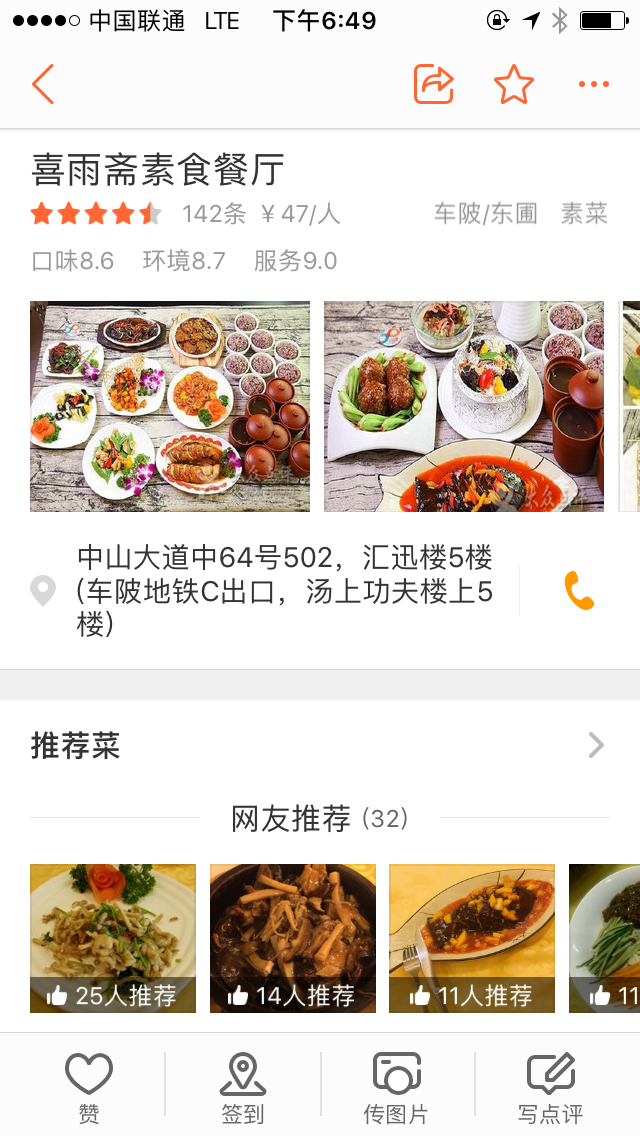 中国联通 LTE 下午6:49
喜雨斋素食餐厅
142条 ￥47/人 车陂/东圃 素菜
口味8.6 环境8.7 服务9.0
中山大道中64号502，汇迅楼5楼
(车陂地铁C出口，汤上功夫楼上5
楼)
推荐菜
网友推荐 (32)
25人推荐 14人推荐 11人推荐 11
赞 签到 传图片 写点评